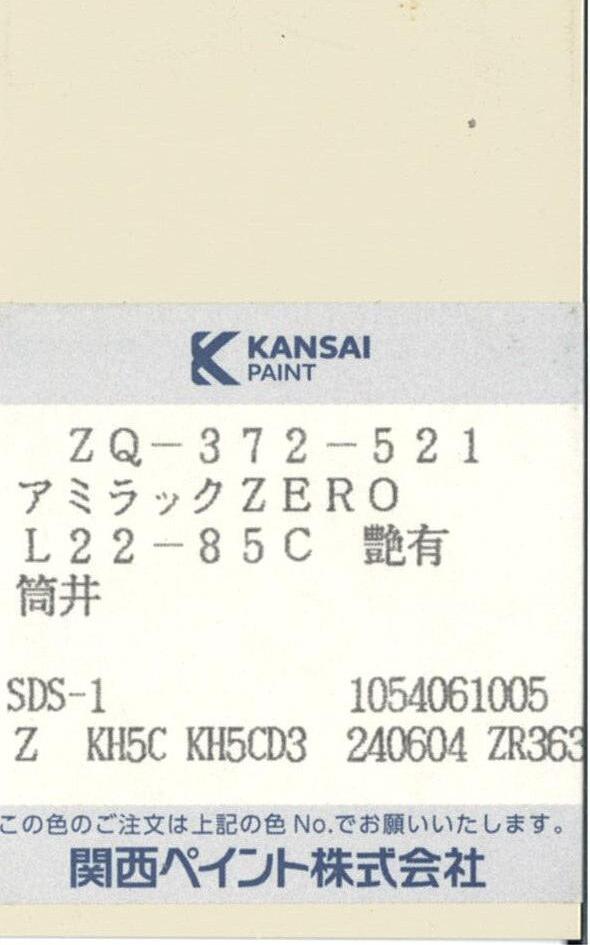 KANSAI
PAINT
ZQ-372-521
アミラックZERO
L22-85C 艶有
筒井
SDS-1 1054061005
Z KH5C KH5CD3 240604 ZR363
この色のご注文は上記の色No.でお願いいたします。
関西ペイント株式会社